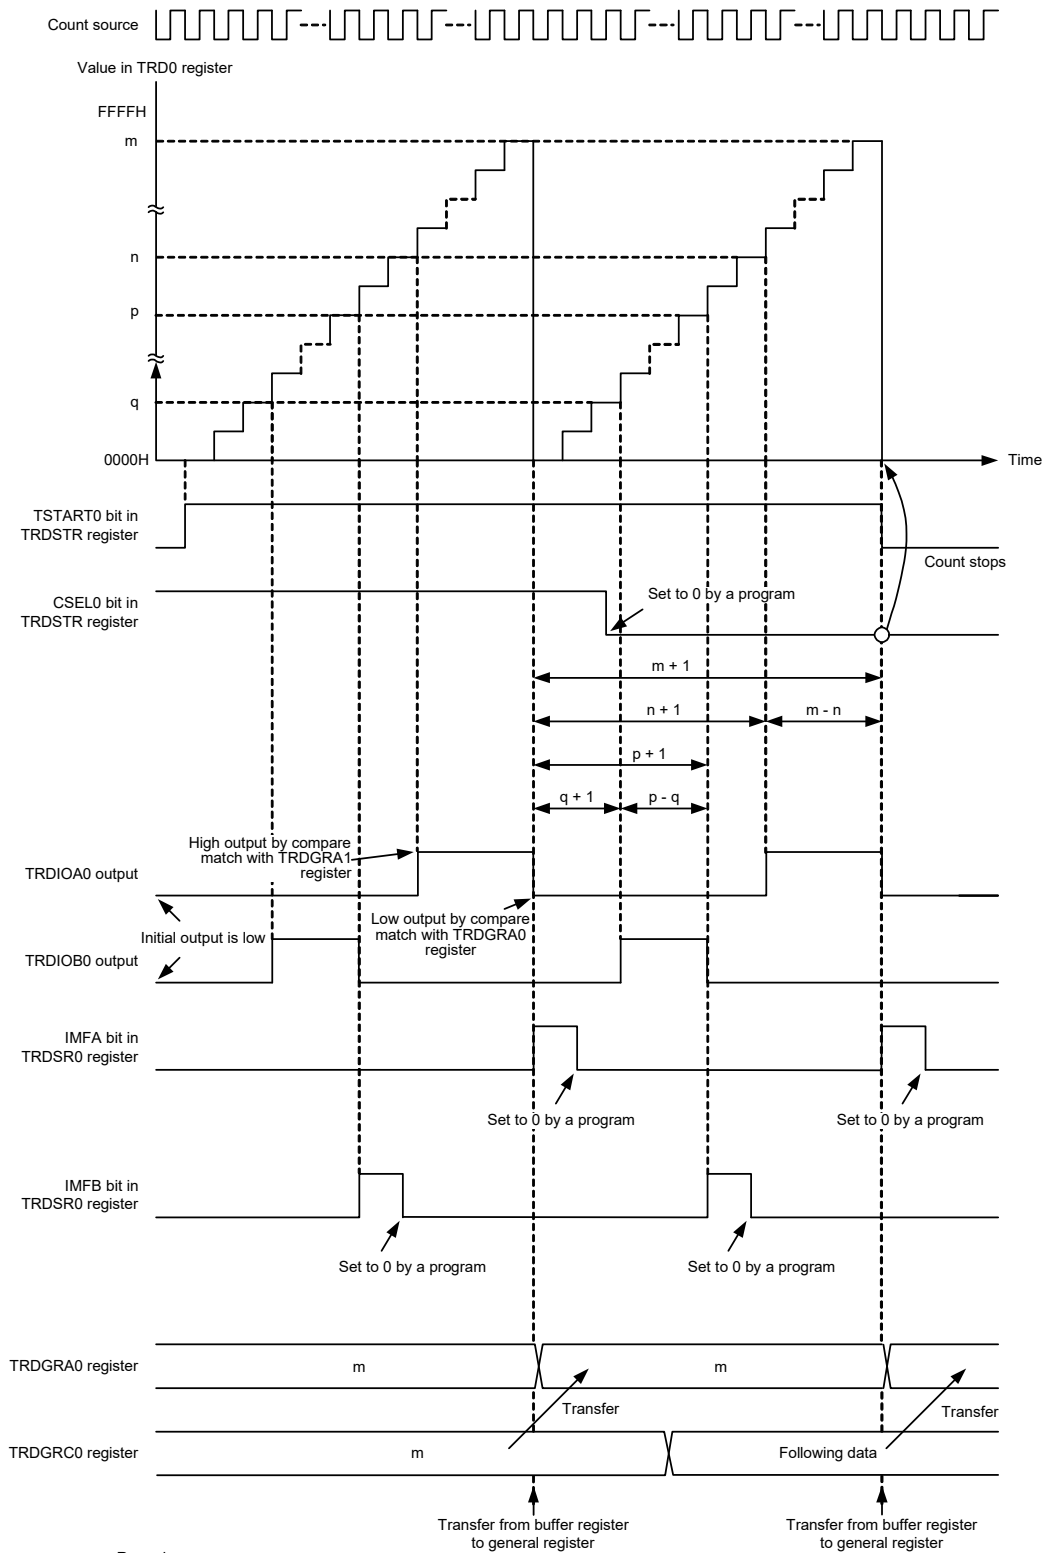 Count source
Value in TRD0 register
FFFFH
m
n
p
q
0000H
Time
TSTART0 bit in
TRDSTR register
Count stops
CSEL0 bit in
TRDSTR register
Set to 0 by a program
m + 1
n + 1
m - n
p + 1
q + 1
p - q
High output by compare
match with TRDGRA1
register
TRDIOA0 output
Low output by compare
match with TRDGRA0
register
Initial output is low
TRDIOB0 output
IMFA bit in
TRDSR0 register
Set to 0 by a program
Set to 0 by a program
IMFB bit in
TRDSR0 register
Set to 0 by a program
Set to 0 by a program
TRDGRA0 register
m
m
Transfer
Transfer
TRDGRC0 register
m
Following data
Transfer from buffer register
to general register
Transfer from buffer register
to general register